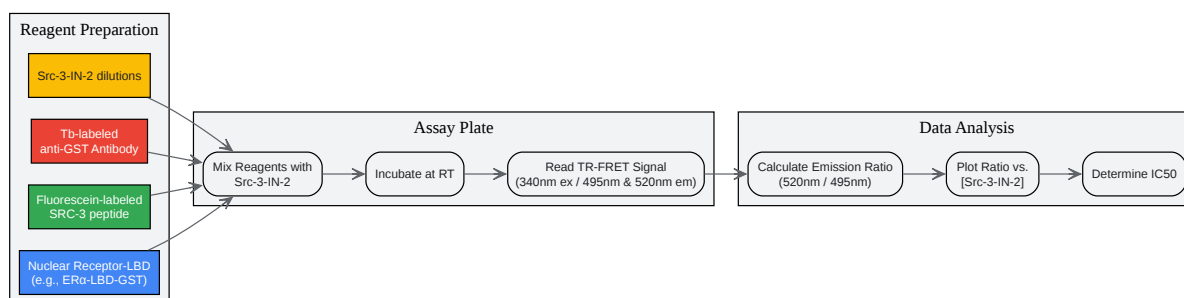 Reagent Preparation
Src-3-IN-2 dilutions
Tb-labeled
anti-GST Antibody
Fluorescein-labeled
SRC-3 peptide
Nuclear Receptor-LBD
(e.g., ERα-LBD-GST)
Assay Plate
Mix Reagents with
Src-3-IN-2
Incubate at RT
Read TR-FRET Signal
(340nm ex / 495nm & 520nm em)
Data Analysis
Calculate Emission Ratio
(520nm / 495nm)
Plot Ratio vs.
[Src-3-IN-2]
Determine IC50